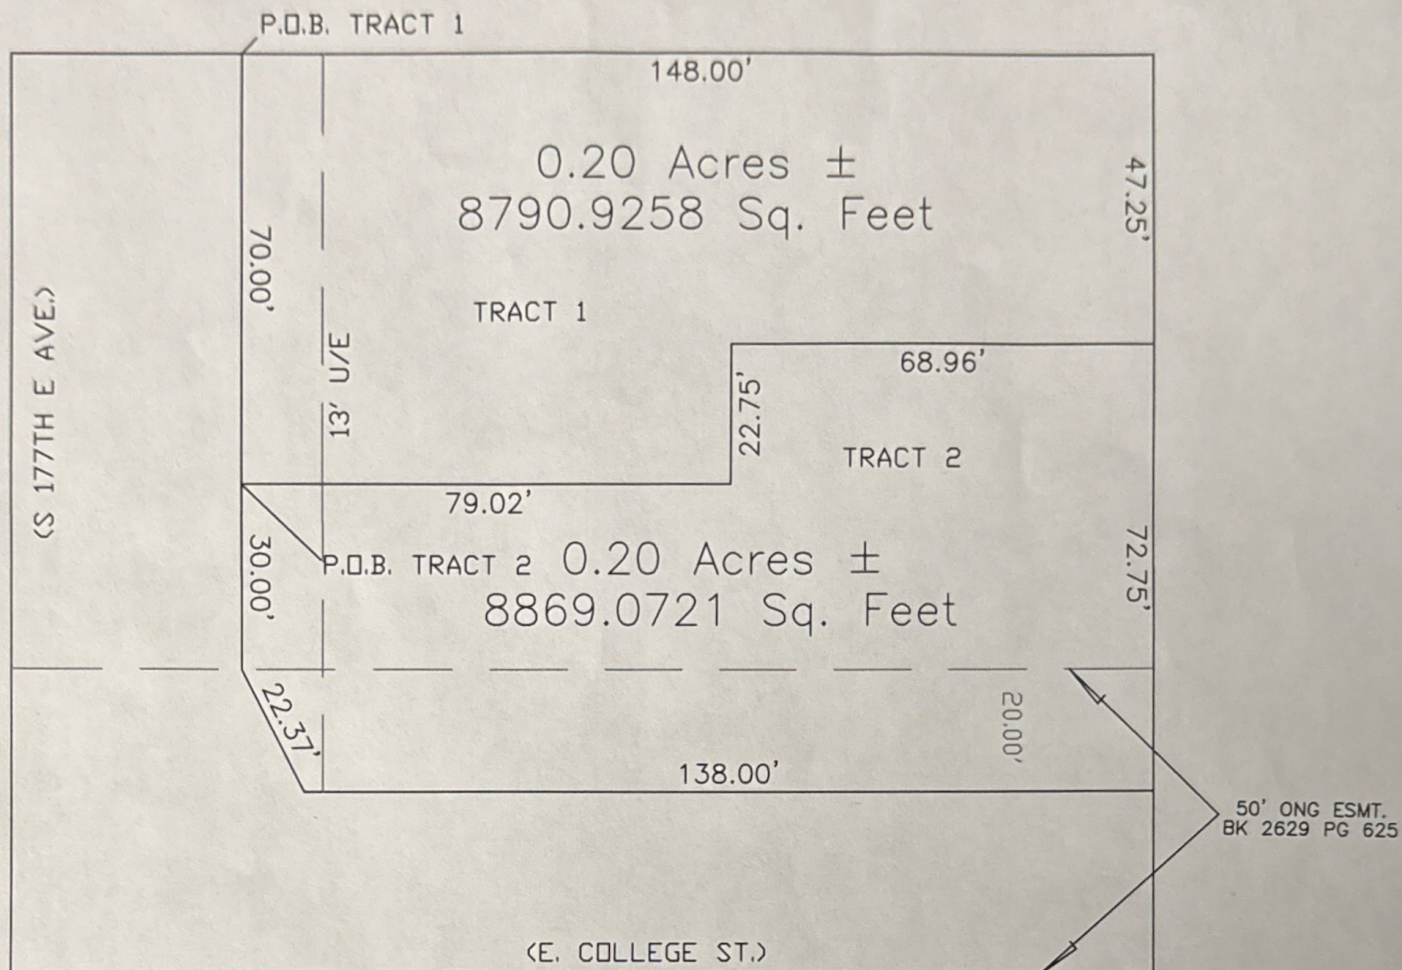 P.O.B. TRACT 1
148.00'
0.20 Acres ±
8790.9258 Sq. Feet
47.25'
70.00'
TRACT 1
13' U/E
(S 177TH E AVE.)
68.96'
22.75'
TRACT 2
79.02'
P.O.B. TRACT 2
0.20 Acres ±
8869.0721 Sq. Feet
30.00'
72.75'
22.37'
20.00'
138.00'
50' ONG ESMT.
BK 2629 PG 625
(E. COLLEGE ST.)